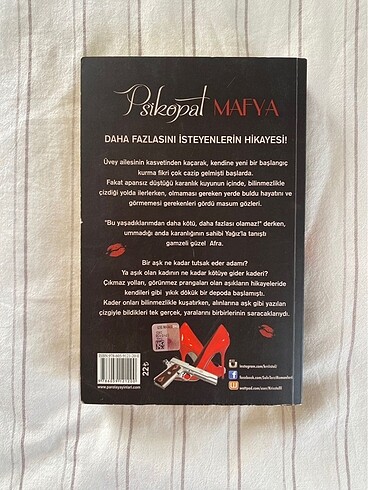 Psikopat MAFYA
DAHA FAZLASINI İSTEYENLERİN HİKAYESİ!
Üvey ailesinin kasvetinden kaçarak, kendine yeni bir başlangıç
kurma fikri çok cazip gelmişti başlarda.
Fakat apansız düştüğü karanlık kuyunun içinde, bilinmezlikle
çizdiği yolda ilerlerken, olmaması gereken yerde buldu hayatını ve
görmemesi gerekenleri gördü masum gözleri.
"Bu yaşadıklarımdan daha kötü, daha fazlası olamaz!" derken,
ummadığı anda karanlığının sahibi Yağız'la tanıştı
gamzeli güzel Afra.
Bir aşk ne kadar tutsak eder adamı?
Ya aşık olan kadının ne kadar kötüye gider kaderi?
Çıkmaz yolları, görünmez prangaları olan aşıkların hikayeleride
kendileri gibi yıkık dökük bir depoda başlamıştı.
Kader onları bilinmezlikle kuşatırken, alınlarına aşk gibi yazılan
çizgiyle bildikleri tek gerçek, yaralarını birbirlerinin saracaklarıydı.
22₺
www.parolayayinlari.com